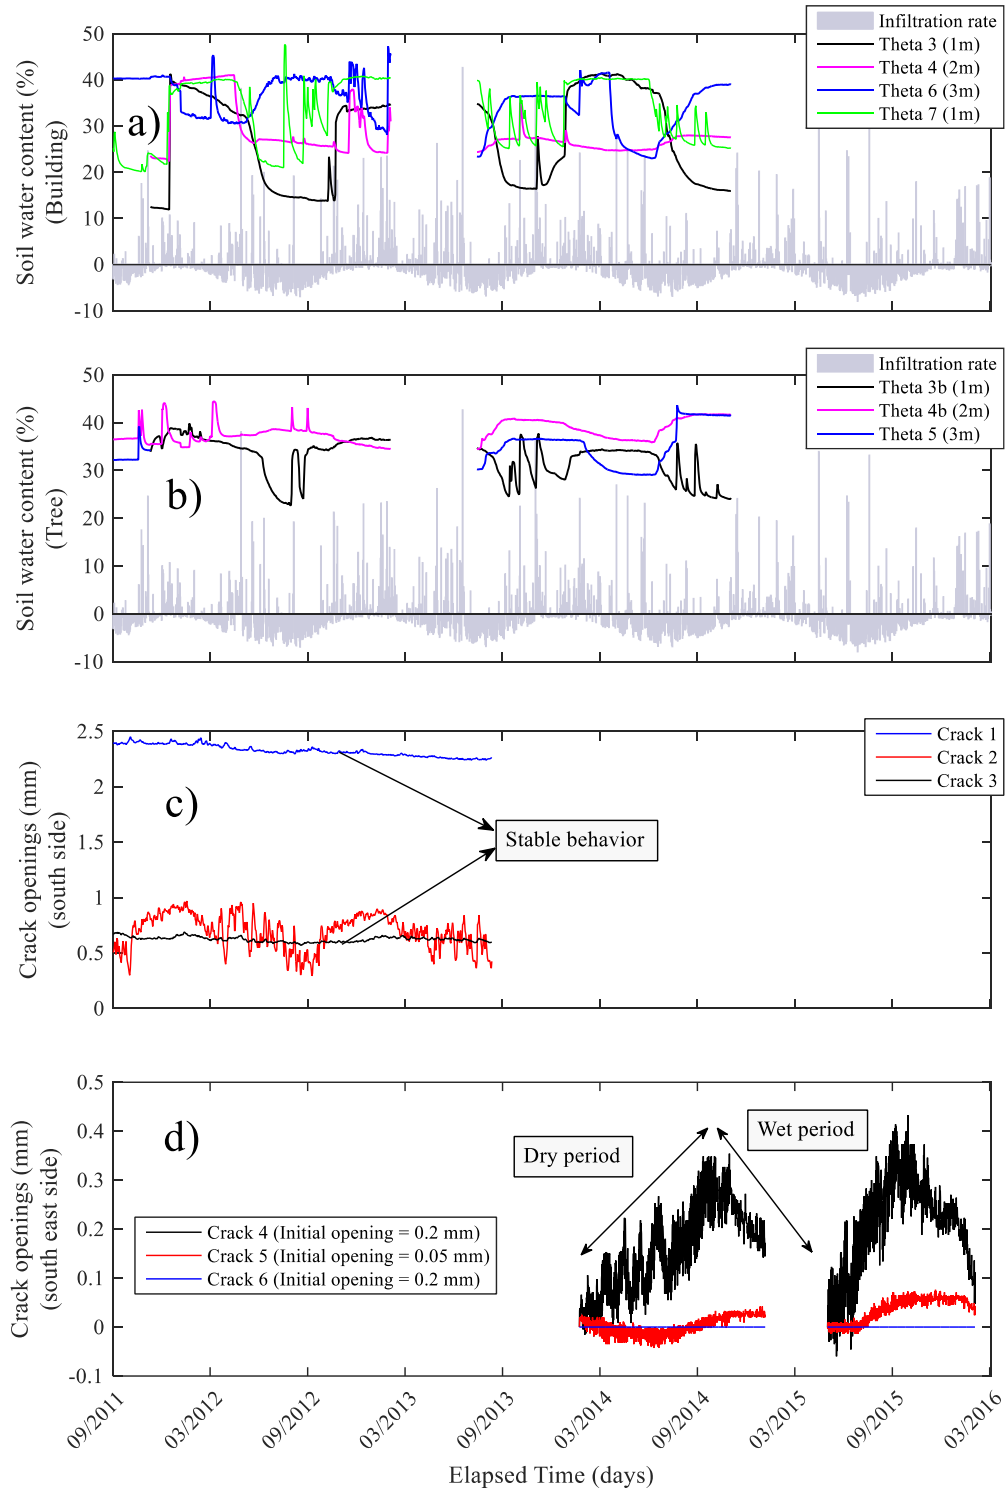 Infiltration rate
Theta 3 (1m)
Theta 4 (2m)
Theta 6 (3m)
Theta 7 (1m)
a)
50
40
30
20
10
0
-10
Soil water content (%)
(Building)
Infiltration rate
Theta 3b (1m)
Theta 4b (2m)
Theta 5 (3m)
b)
50
40
30
20
10
0
-10
Soil water content (%)
(Tree)
Crack 1
Crack 2
Crack 3
c)
Stable behavior
2.5
2
1.5
1
0.5
0
Crack openings (mm)
(south side)
d)
Dry period
Wet period
Crack 4 (Initial opening = 0.2 mm)
Crack 5 (Initial opening = 0.05 mm)
Crack 6 (Initial opening = 0.2 mm)
0.5
0.4
0.3
0.2
0.1
0
-0.1
Crack openings (mm)
(south east side)
09/2011
03/2012
09/2012
03/2013
09/2013
03/2014
09/2014
03/2015
09/2015
03/2016
Elapsed Time (days)